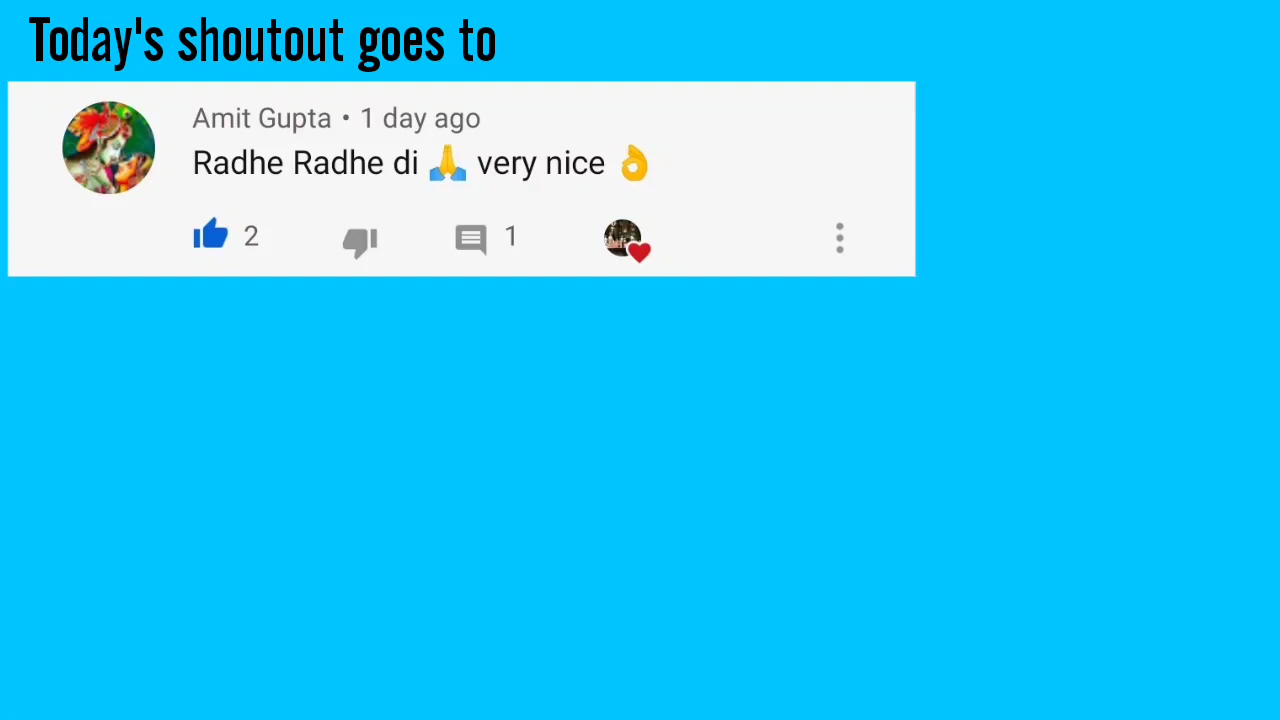 Today's shoutout goes to
Amit Gupta • 1 day ago
Radhe Radhe di 🙏 very nice 👌
2 1